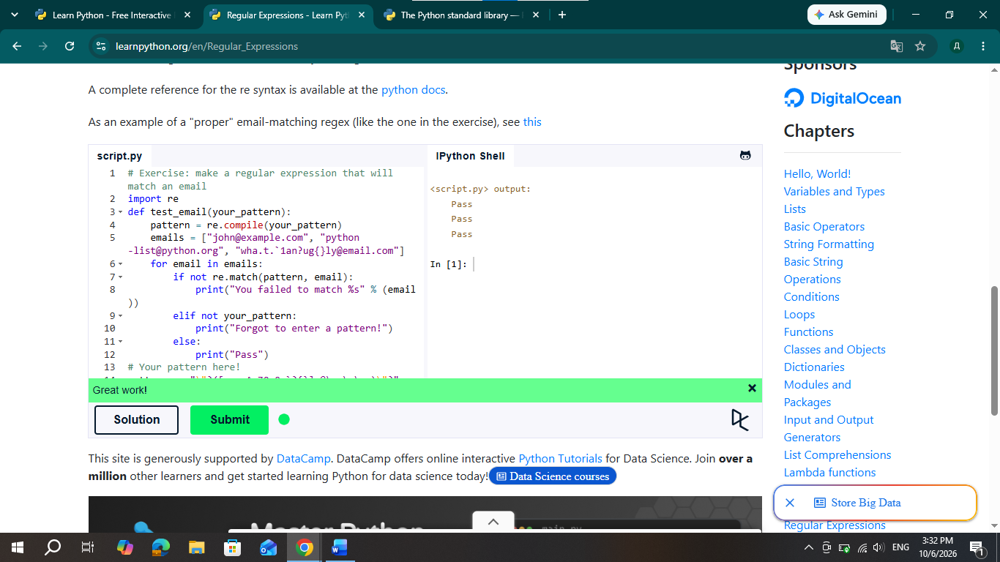 Learn Python - Free Interactive
Regular Expressions - Learn Pyt
The Python standard library —
Ask Gemini
learnpython.org/en/Regular_Expressions
Д
A complete reference for the re syntax is available at the python docs.
As an example of a "proper" email-matching regex (like the one in the exercise), see this
script.py
1 # Exercise: make a regular expression that will
match an email
2 import re
3 def test_email(your_pattern):
4 pattern = re.compile(your_pattern)
5 emails = ["john@example.com", "python
-list@python.org", "wha.t.`1an?ug{}ly@email.com"]
6 for email in emails:
7 if not re.match(pattern, email):
8 print("You failed to match %s" % (email
))
9 elif not your_pattern:
10 print("Forgot to enter a pattern!")
11 else:
12 print("Pass")
13 # Your pattern here!
IPython Shell
<script.py> output:
Pass
Pass
Pass
In [1]:
Great work!
Solution
Submit
This site is generously supported by DataCamp. DataCamp offers online interactive Python Tutorials for Data Science. Join over a
million other learners and get started learning Python for data science today! Data Science courses
Master Python
main.py
Sponsors
DigitalOcean
Chapters
Hello, World!
Variables and Types
Lists
Basic Operators
String Formatting
Basic String
Operations
Conditions
Loops
Functions
Classes and Objects
Dictionaries
Modules and
Packages
Input and Output
Generators
List Comprehensions
Lambda functions
Store Big Data
Regular Expressions
ENG
3:32 PM
10/6/2026
1